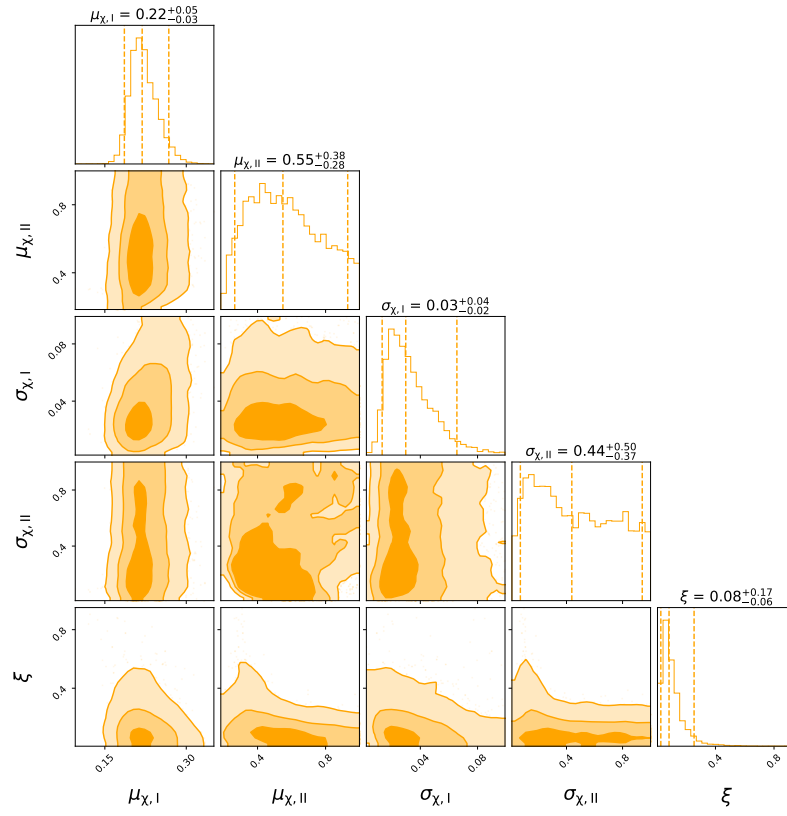 μχ, I = 0.22+0.05−0.03
μχ, II = 0.55+0.38−0.28
0.8
0.4
μχ, II
σχ, I = 0.03+0.04−0.02
0.08
0.04
σχ, I
σχ, II = 0.44+0.50−0.37
0.8
0.4
σχ, II
ξ = 0.08+0.17−0.06
0.8
0.4
ξ
0.15 0.30 0.4 0.8 0.04 0.08 0.4 0.8 0.4 0.8
μχ, I μχ, II σχ, I σχ, II ξ